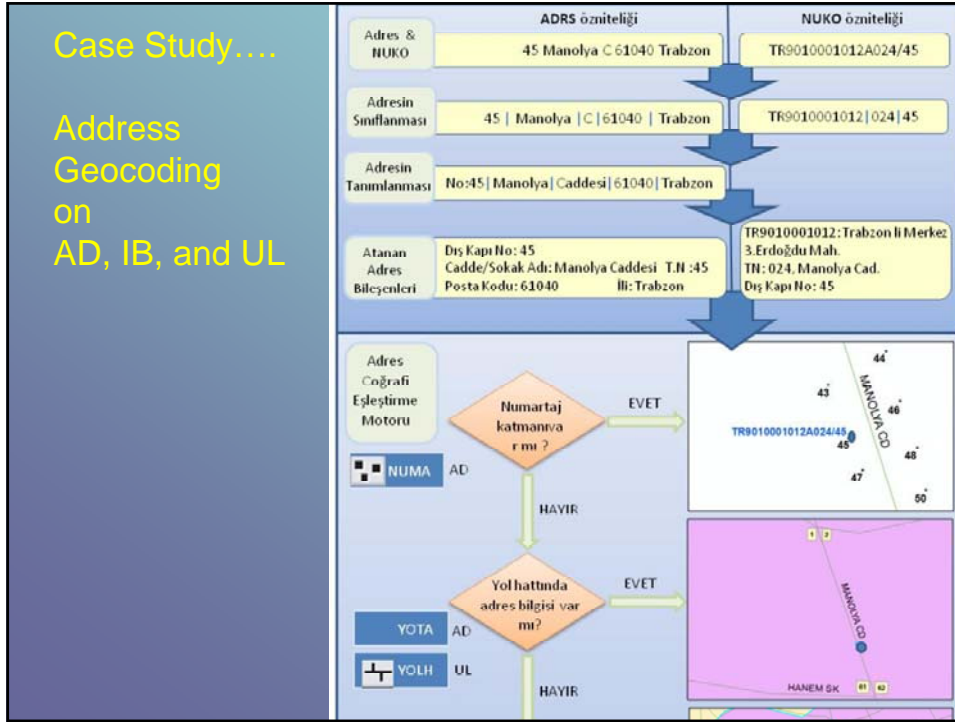 Case Study....
Address
Geocoding
on
AD, IB, and UL
ADRS özniteliği
NUKO özniteliği
Adres &
NUKO
45 Manolya C 61040 Trabzon
TR9010001012A024/45
Adresin
Sınıflanması
45 | Manolya |C|61040 | Trabzon
TR9010001012|024|45
Adresin
Tanımlanması
No:45|Manolya|Caddesi|61040|Trabzon
Atanan
Adres
Bileşenleri
Dış Kapı No: 45
Cadde/Sokak Adı: Manolya Caddesi T.N :45
Posta Kodu: 61040 İli: Trabzon
TR9010001012: Trabzon İli Merkez
3.Erdoğdu Mah.
TN: 024, Manolya Cad.
Dış Kapı No: 45
Adres
Coğrafi
Eşleştirme
Motoru
Numartaj
katmanıva
r mı ?
EVET
NUMA AD
HAYIR
44
43
MANOLYA CD
46
TR9010001012A024/45
45
48
47
50
Yol hattında
adres bilgisi var
mı?
EVET
YOTA AD
YOLH UL
HAYIR
1 2
MANOLYA CD
HANEM SK
61 62